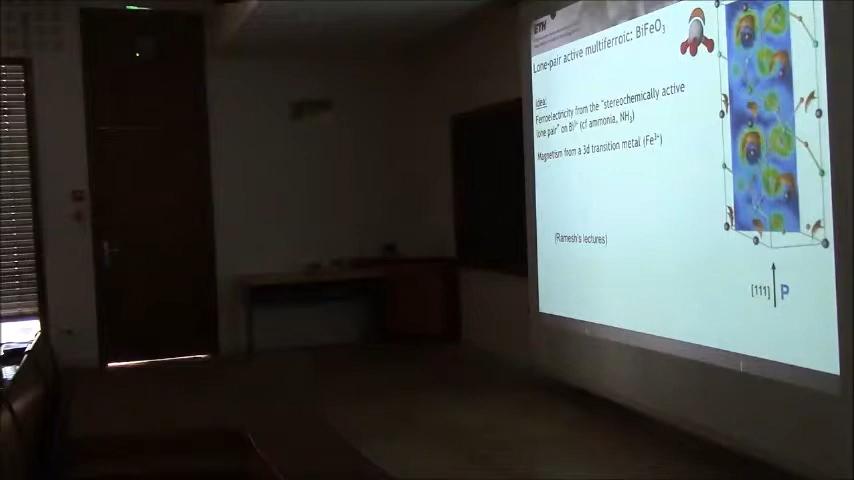 ETH
Lone-pair active multiferroic: BiFeO₃
idea:
Ferroelectricity from the "stereochemically active
lone pair" on Bi³⁺ (cf ammonia, NH₃)
Magnetism from a 3d transition metal (Fe³⁺)
(Ramesh's lectures)
[111] P